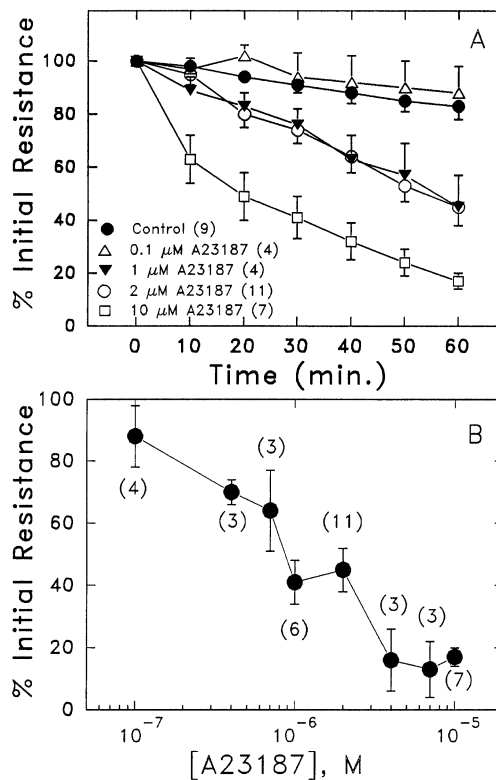 A
% Initial Resistance
100
80
60
40
20
0
Control (9)
0.1 μM A23187 (4)
1 μM A23187 (4)
2 μM A23187 (11)
10 μM A23187 (7)
0 10 20 30 40 50 60
Time (min.)
B
% Initial Resistance
100
80
60
40
20
0
(4)
(3)
(3)
(6)
(11)
(3)
(3)
(7)
10⁻⁷ 10⁻⁶ 10⁻⁵
[A23187], M